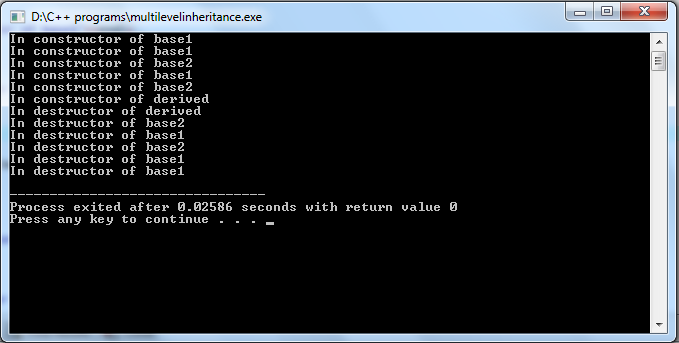 D:\C++ programs\multilevelinheritance.exe
In constructor of base1
In constructor of base1
In constructor of base2
In constructor of base1
In constructor of base2
In constructor of derived
In destructor of derived
In destructor of base2
In destructor of base1
In destructor of base2
In destructor of base1
In destructor of base1
--------------------------------
Process exited after 0.02586 seconds with return value 0
Press any key to continue . . .